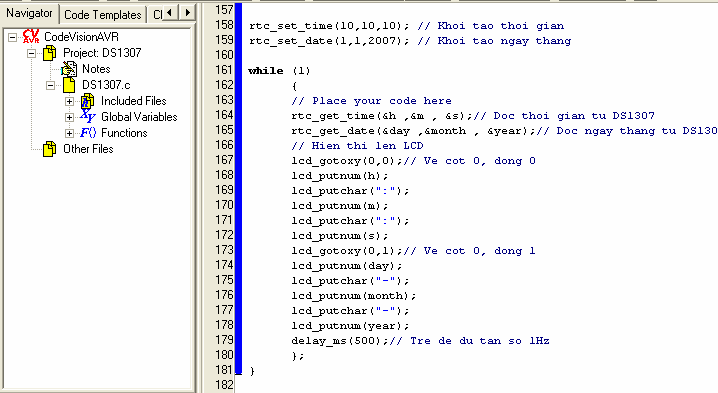 Navigator
Code Templates
Cl
CodeVisionAVR
Project: DS1307
Notes
DS1307.c
Included Files
Global Variables
Functions
Other Files
157
158 rtc_set_time(10,10,10); // Khoi tao thoi gian
159 rtc_set_date(1,1,2007); // Khoi tao ngay thang
160
161 while (1)
162 {
163 // Place your code here
164 rtc_get_time(&h ,&m , &s);// Doc thoi gian tu DS1307
165 rtc_get_date(&day ,&month , &year);// Doc ngay thang tu DS130
166 // Hien thi len LCD
167 lcd_gotoxy(0,0);// Ve cot 0, dong 0
168 lcd_putnum(h);
169 lcd_putchar(":");
170 lcd_putnum(m);
171 lcd_putchar(":");
172 lcd_putnum(s);
173 lcd_gotoxy(0,1);// Ve cot 0, dong 1
174 lcd_putnum(day);
175 lcd_putchar("-");
176 lcd_putnum(month);
177 lcd_putchar("-");
178 lcd_putnum(year);
179 delay_ms(500);// Tre de du tan so 1Hz
180 };
181 }
182